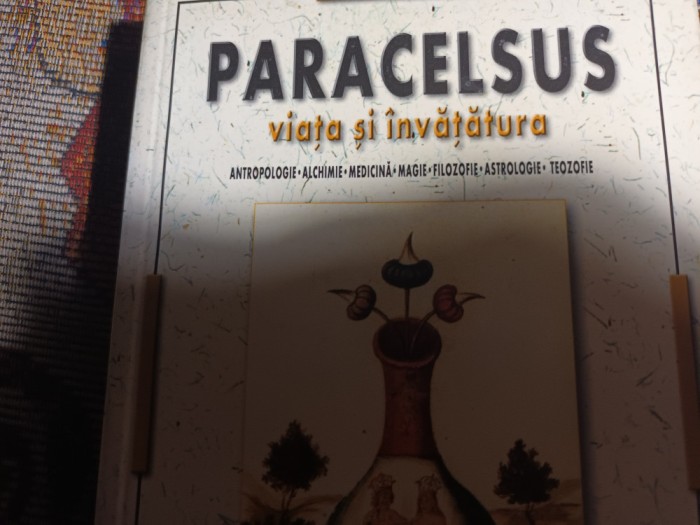 PARACELSUS
viața și învățătura
ANTROPOLOGIE • ALCHIMIE • MEDICINĂ • MAGIE • FILOZOFIE • ASTROLOGIE • TEOZOFIE